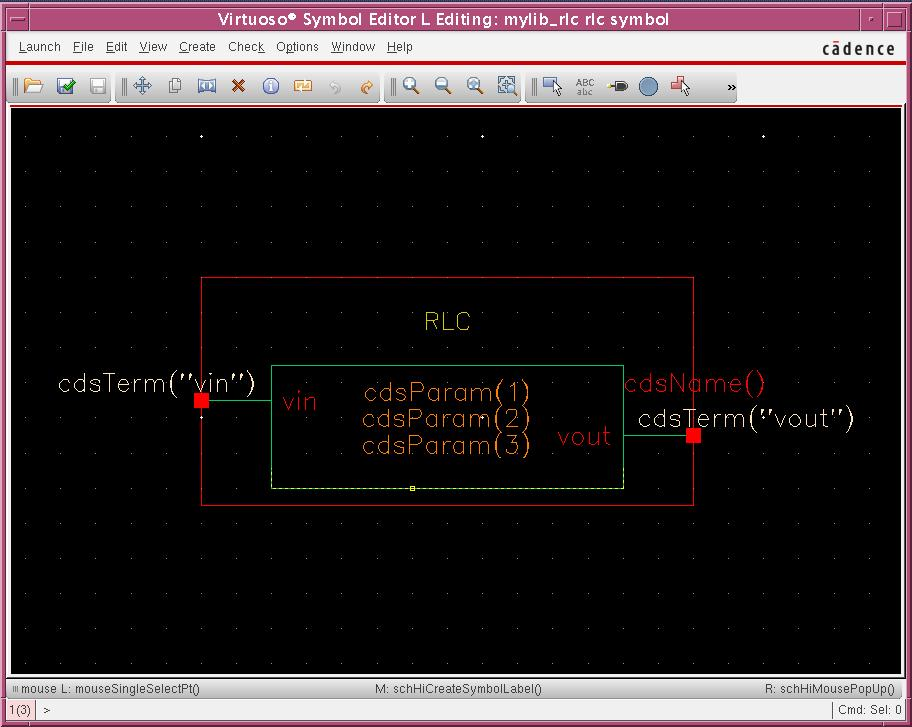 Virtuoso® Symbol Editor L Editing: mylib_rlc rlc symbol
Launch File Edit View Create Check Options Window Help
cādence
ABC
abc
»
RLC
cdsTerm("vin")
vin
cdsParam(1)
cdsParam(2)
cdsParam(3)
vout
cdsName()
cdsTerm("vout")
mouse L: mouseSingleSelectPt() M: schHiCreateSymbolLabel() R: schHiMousePopUp()
1(3) > Cmd: Sel: 0